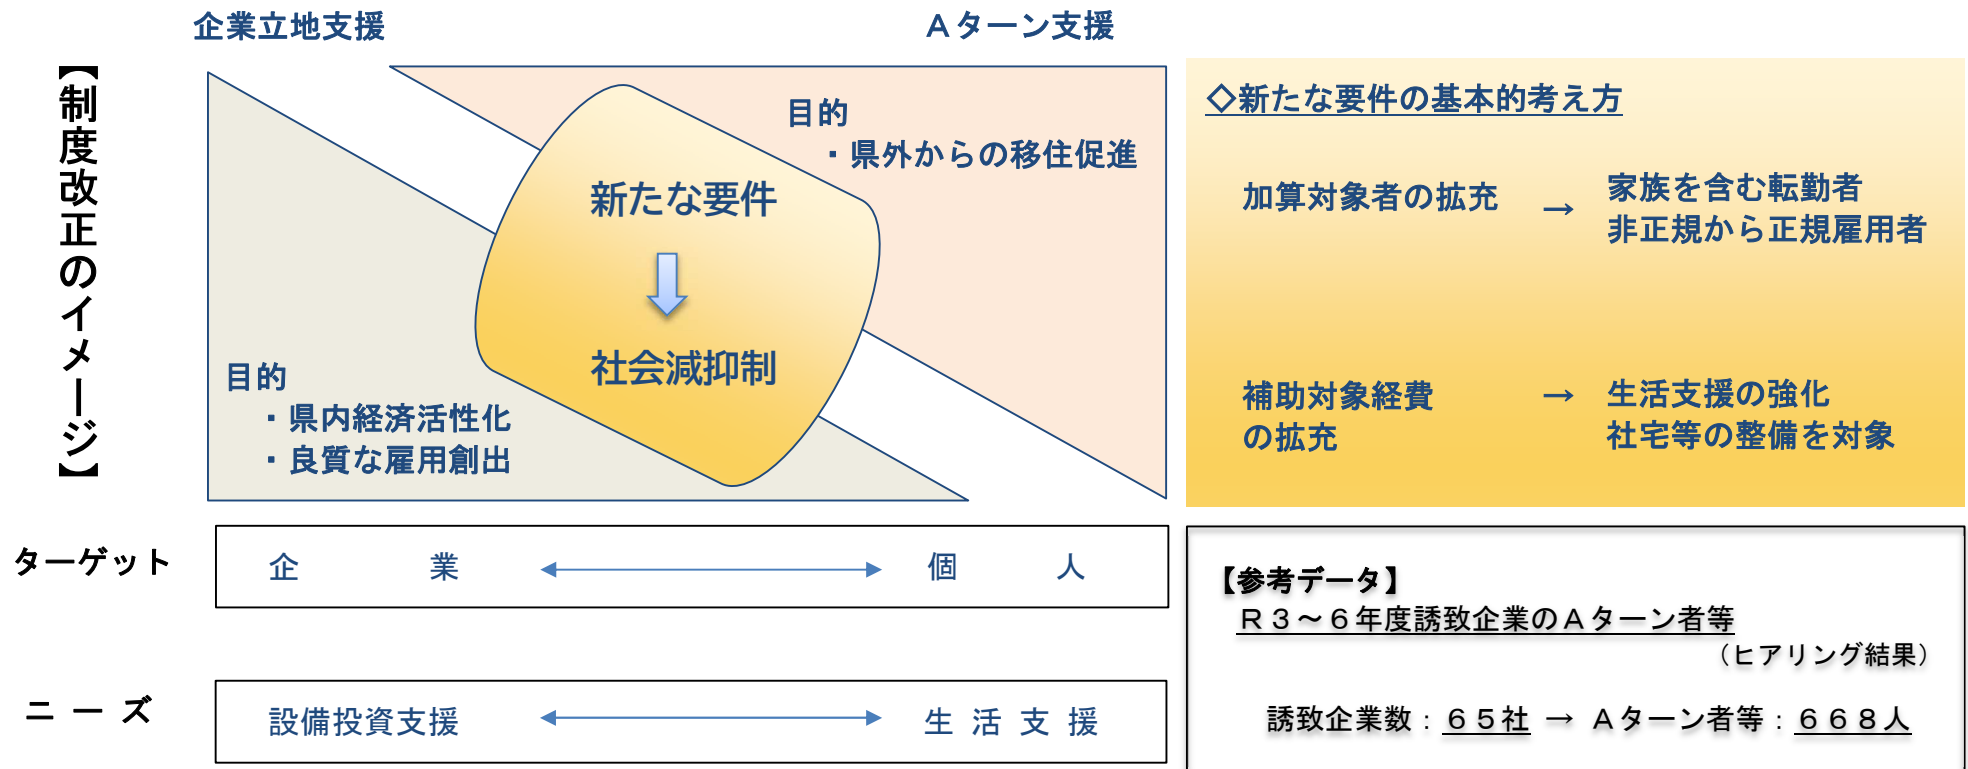 【制度改正のイメージ】
企業立地支援
Ａターン支援
目的
・県外からの移住促進
新たな要件
社会減抑制
目的
・県内経済活性化
・良質な雇用創出
◇新たな要件の基本的考え方
加算対象者の拡充 → 家族を含む転勤者
非正規から正規雇用者
補助対象経費 → 生活支援の強化
の拡充 社宅等の整備を対象
ターゲット
企　業
個　人
ニーズ
設備投資支援
生活支援
【参考データ】
Ｒ３～６年度誘致企業のＡターン者等
（ヒアリング結果）
誘致企業数：６５社 → Ａターン者等：６６８人